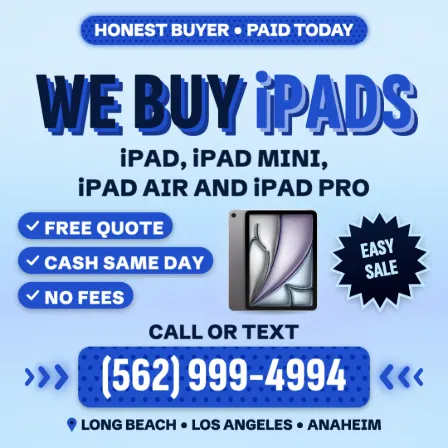 HONEST BUYER • PAID TODAY
WE BUY iPADS
iPAD, iPAD MINI,
iPAD AIR AND iPAD PRO
FREE QUOTE
CASH SAME DAY
NO FEES
EASY
SALE
CALL OR TEXT
(562) 999-4994
LONG BEACH • LOS ANGELES • ANAHEIM